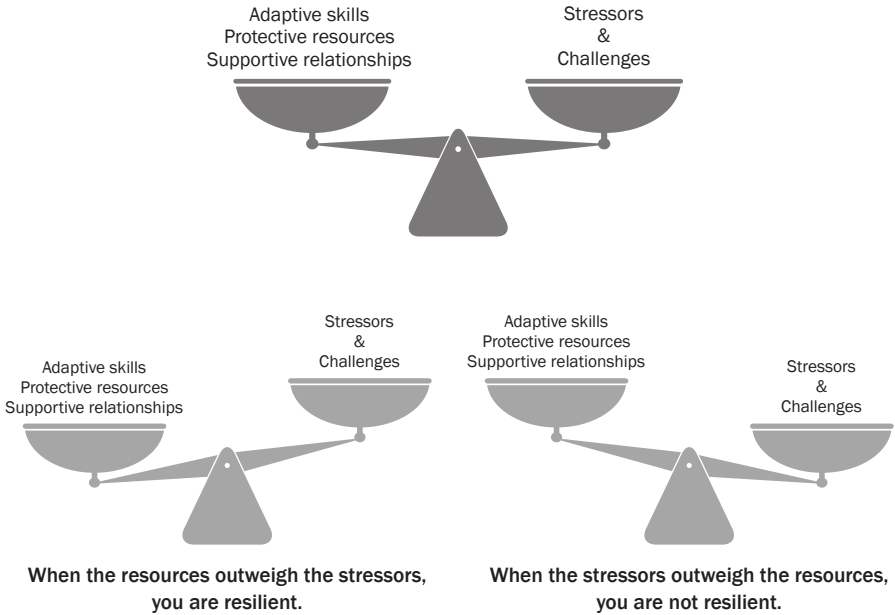 Adaptive skills
Protective resources
Supportive relationships
Stressors
&
Challenges
Adaptive skills
Protective resources
Supportive relationships
Stressors
&
Challenges
When the resources outweigh the stressors,
you are resilient.
Adaptive skills
Protective resources
Supportive relationships
Stressors
&
Challenges
When the stressors outweigh the resources,
you are not resilient.